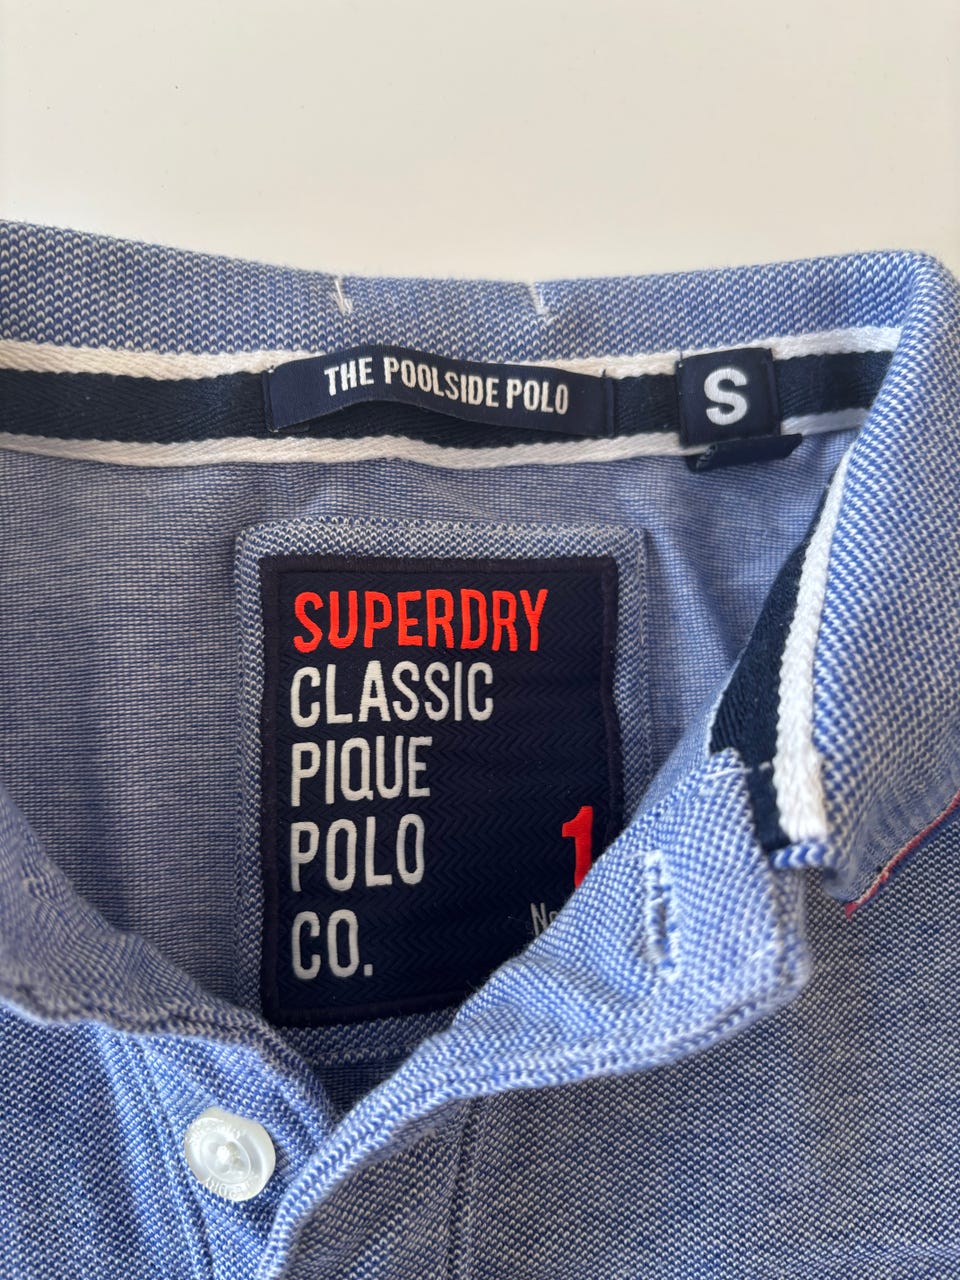 THE POOLSIDE POLO
S
SUPERDRY
CLASSIC
PIQUE
POLO
CO.
1